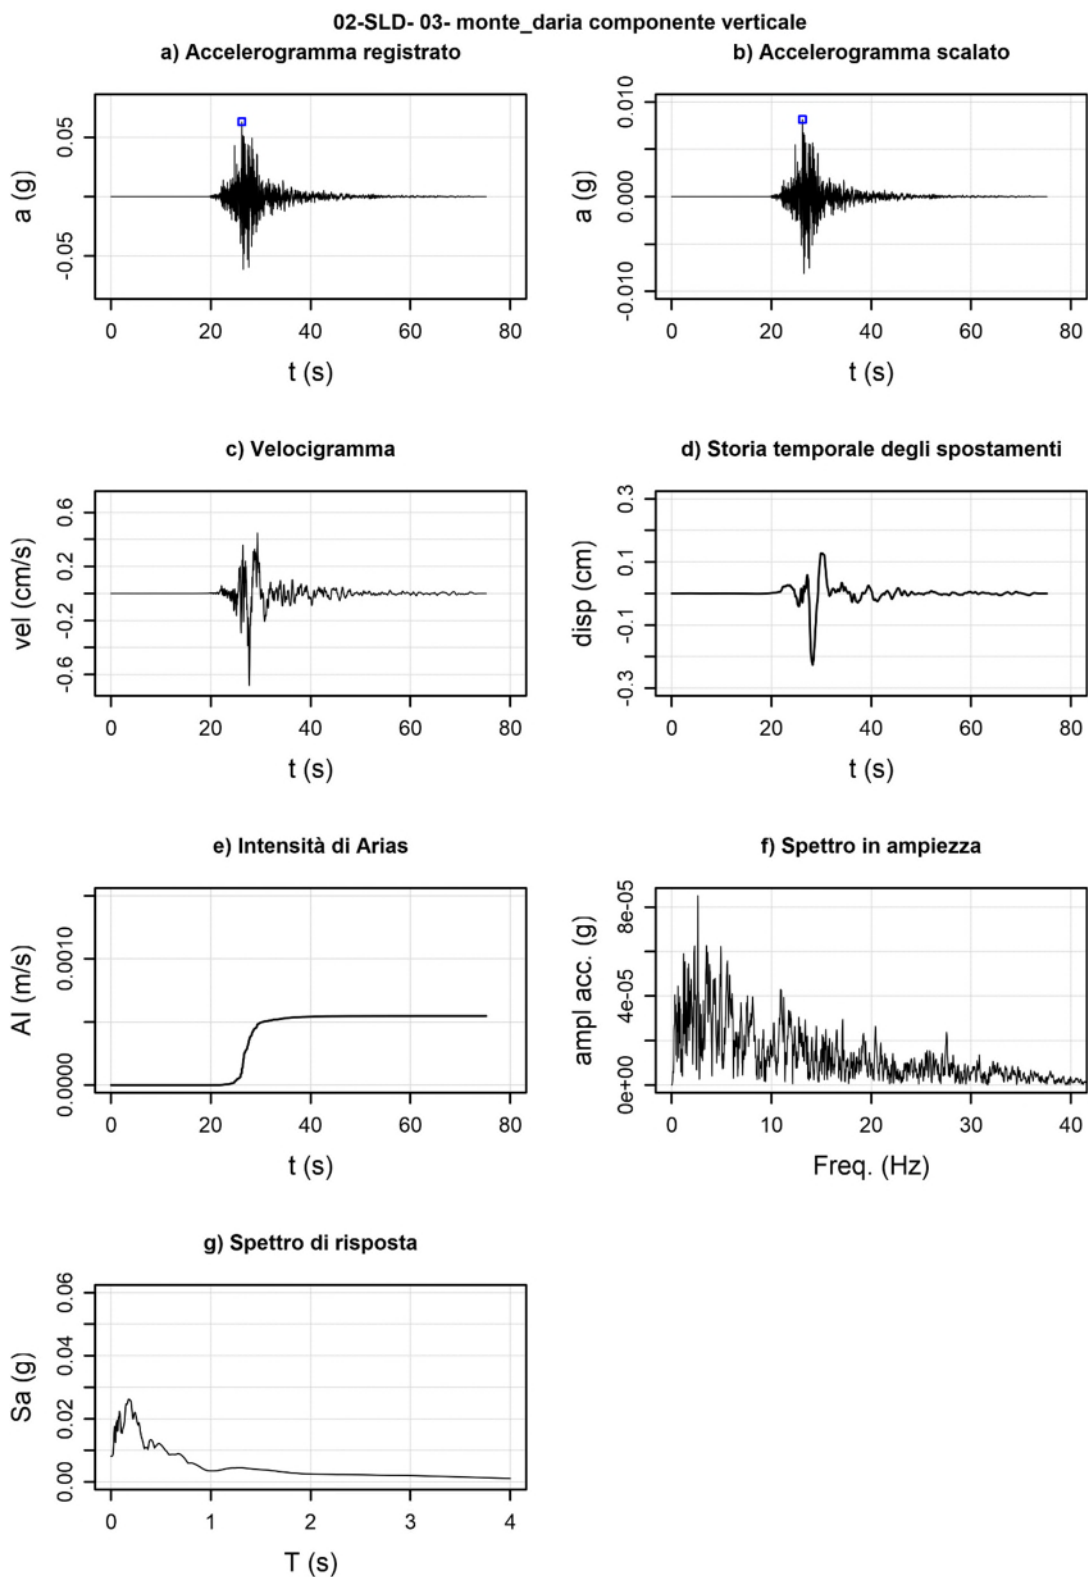 02-SLD- 03- monte_daria componente verticale
a) Accelerogramma registrato
a (g)
0.05
-0.05
0 20 40 60 80
t (s)
b) Accelerogramma scalato
a (g)
0.010
0.000
-0.010
0 20 40 60 80
t (s)
c) Velocigramma
vel (cm/s)
0.6
0.2
-0.2
-0.6
0 20 40 60 80
t (s)
d) Storia temporale degli spostamenti
disp (cm)
0.3
0.1
-0.1
-0.3
0 20 40 60 80
t (s)
e) Intensità di Arias
AI (m/s)
0.0010
0.0000
0 20 40 60 80
t (s)
f) Spettro in ampiezza
ampl acc. (g)
8e-05
4e-05
0e+00
0 10 20 30 40
Freq. (Hz)
g) Spettro di risposta
Sa (g)
0.06
0.04
0.02
0.00
0 1 2 3 4
T (s)